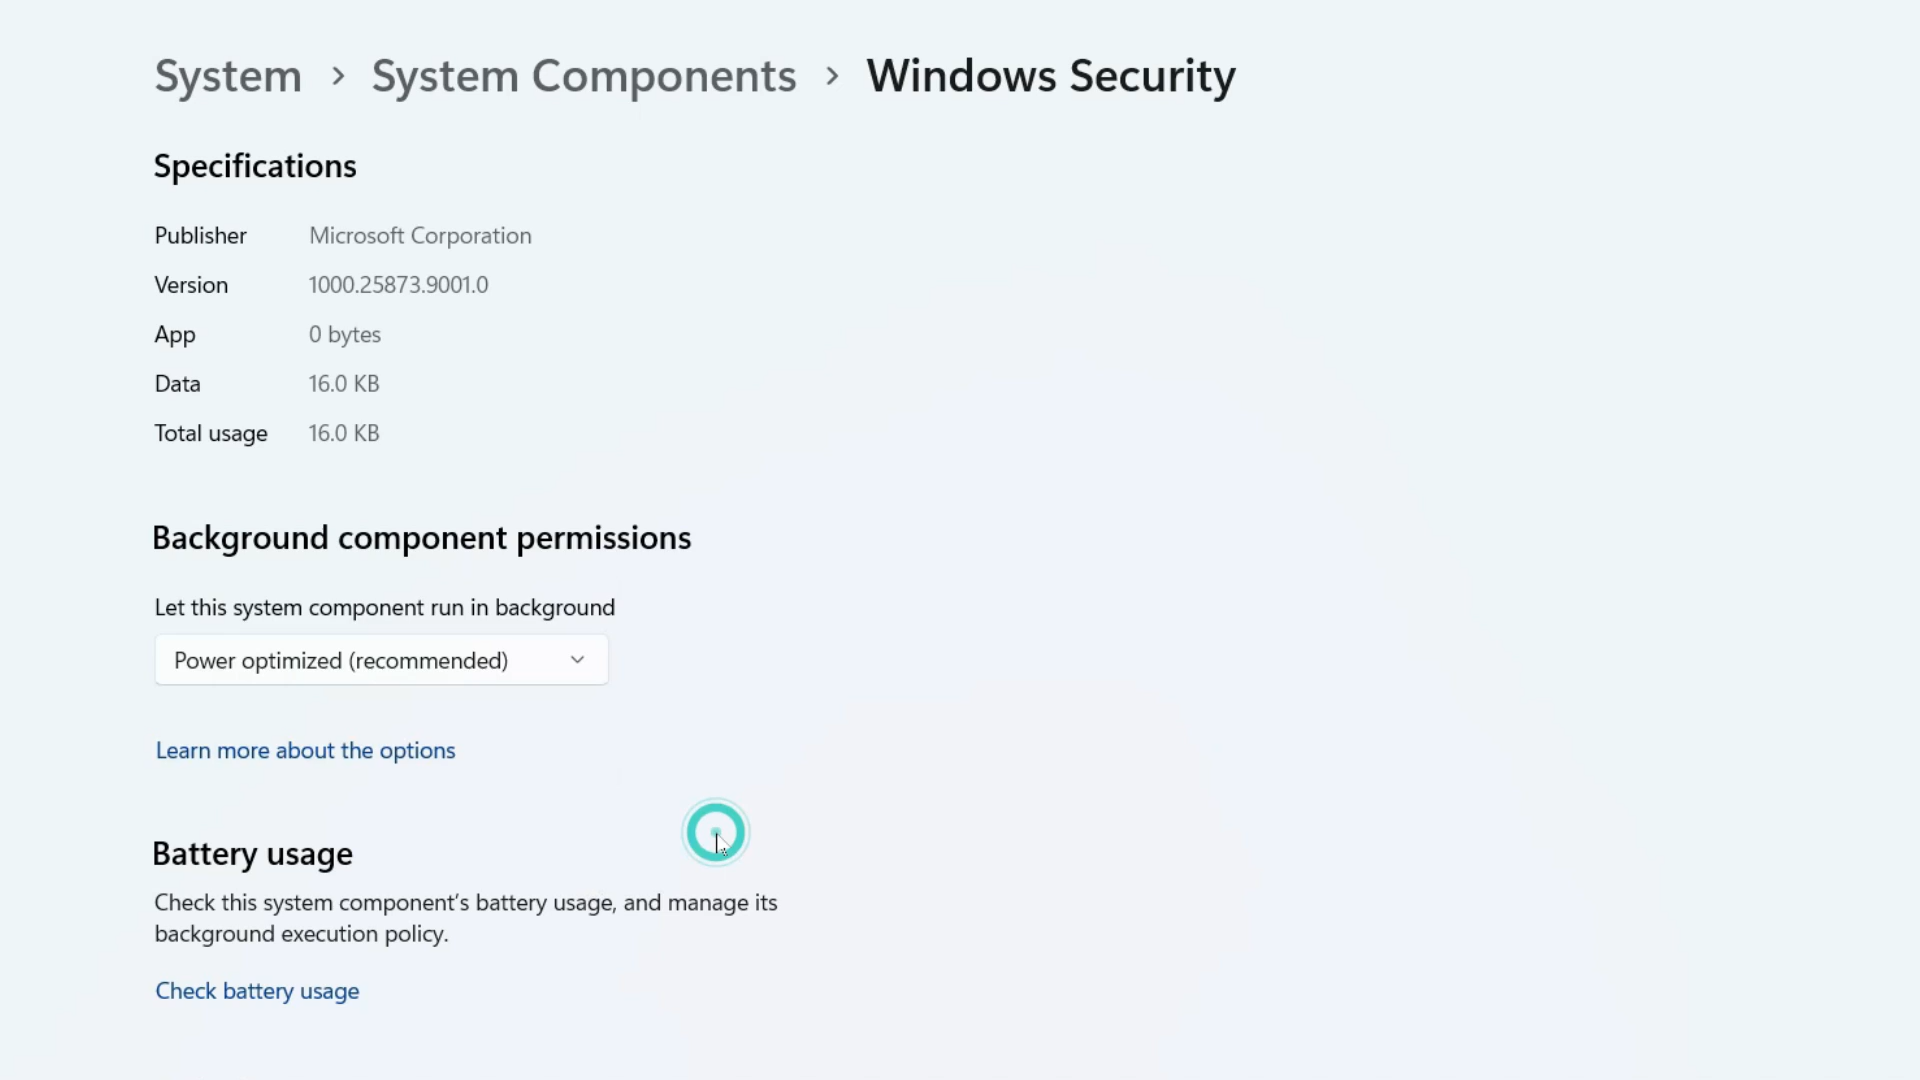 System > System Components > Windows Security
Specifications
Publisher Microsoft Corporation
Version 1000.25873.9001.0
App 0 bytes
Data 16.0 KB
Total usage 16.0 KB
Background component permissions
Let this system component run in background
Power optimized (recommended)
Learn more about the options
Battery usage
Check this system component's battery usage, and manage its
background execution policy.
Check battery usage